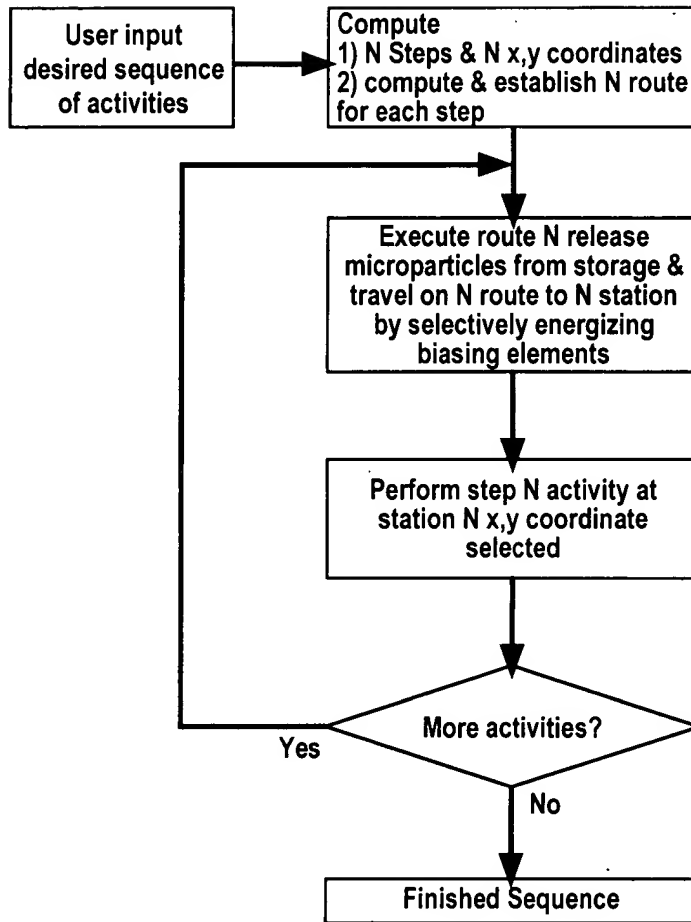 User input
desired sequence
of activities
Compute
1) N Steps & N x,y coordinates
2) compute & establish N route
for each step
Execute route N release
microparticles from storage &
travel on N route to N station
by selectively energizing
biasing elements
Perform step N activity at
station N x,y coordinate
selected
More activities?
Yes
No
Finished Sequence